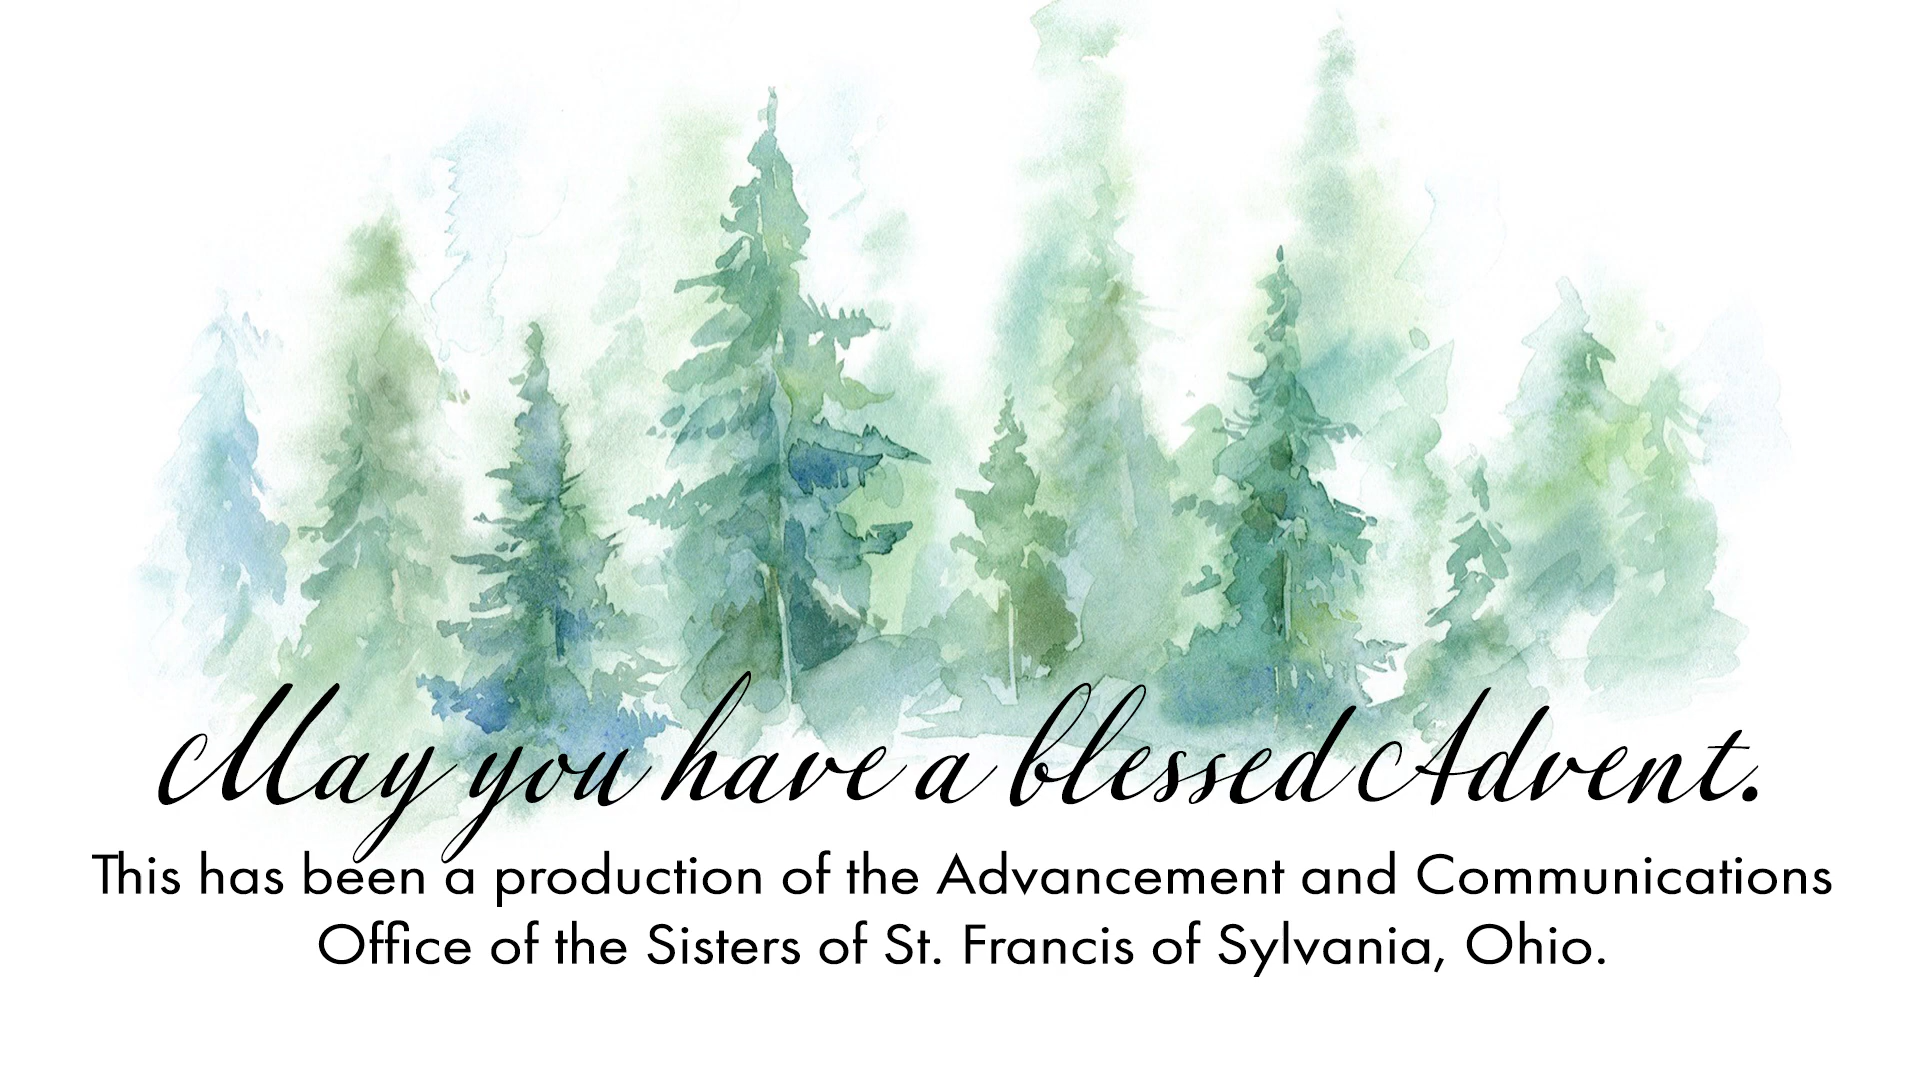 May you have a blessed Advent.
This has been a production of the Advancement and Communications
Office of the Sisters of St. Francis of Sylvania, Ohio.